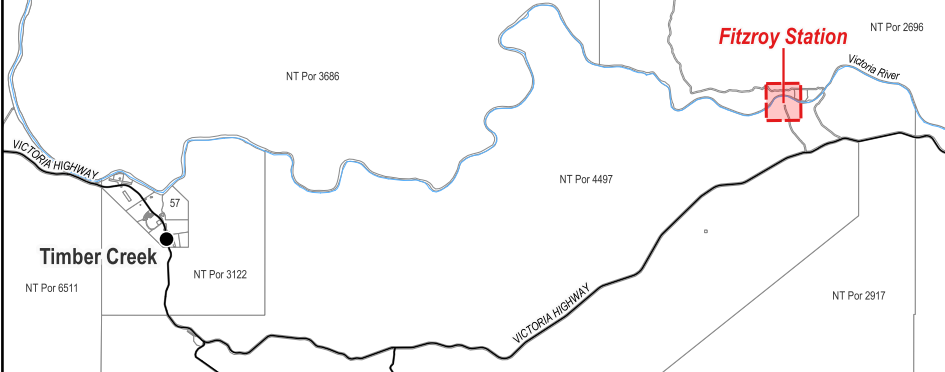 NT Por 2696
Fitzroy Station
Victoria River
NT Por 3686
VICTORIA HIGHWAY
NT Por 4497
57
Timber Creek
NT Por 3122
NT Por 6511
NT Por 2917
VICTORIA HIGHWAY